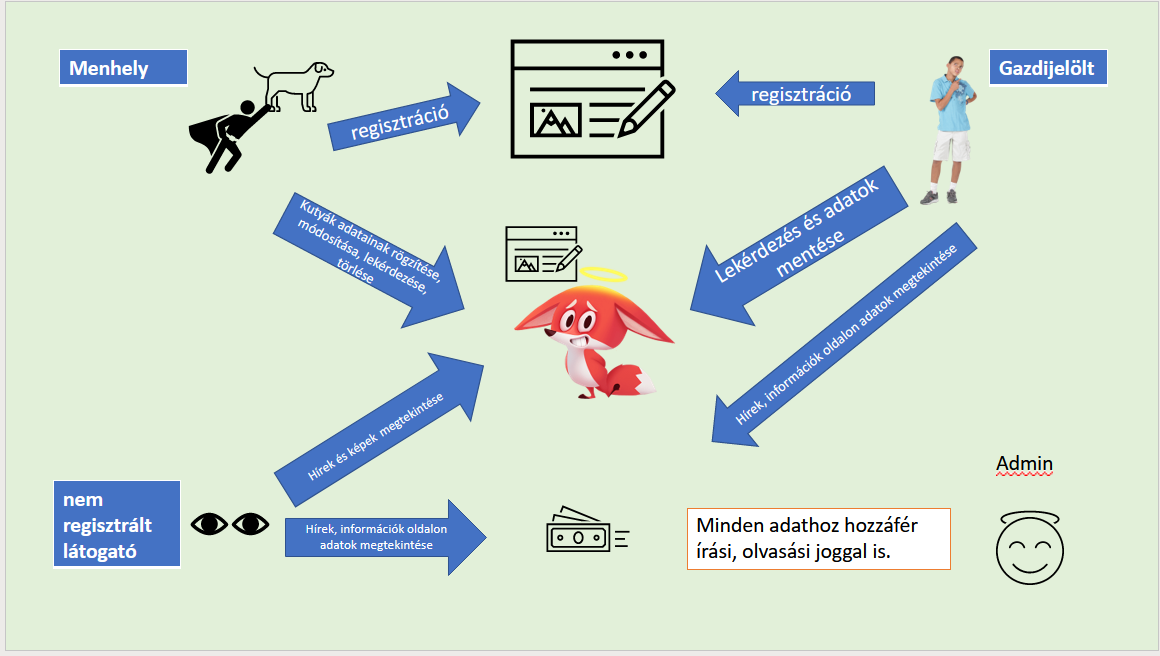 Menhely
regisztráció
regisztráció
Gazdijelölt
Kutyák adatainak rögzítése,
módosítása, lekérdezése,
törlése
Lekérdezés és adatok
mentése
Hírek, információk oldalon adatok megtekintése
Hírek és képek megtekintése
Admin
nem
regisztrált
látogató
Hírek, információk oldalon
adatok megtekintése
Minden adathoz hozzáfér
írási, olvasási joggal is.